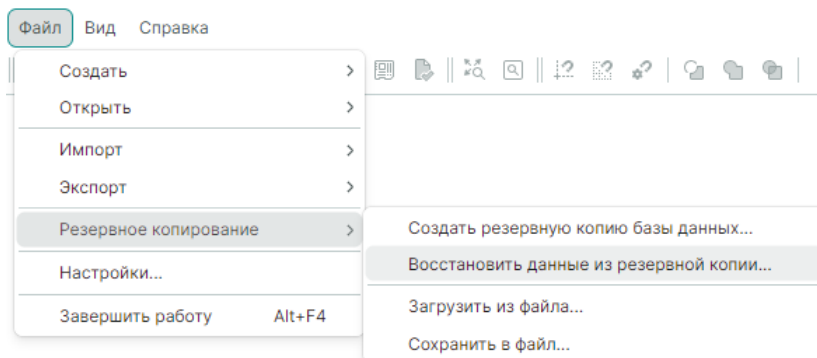 Файл Вид Справка
Создать
Открыть
Импорт
Экспорт
Резервное копирование
Создать резервную копию базы данных...
Восстановить данные из резервной копии...
Настройки...
Загрузить из файла...
Завершить работу Alt+F4
Сохранить в файл...